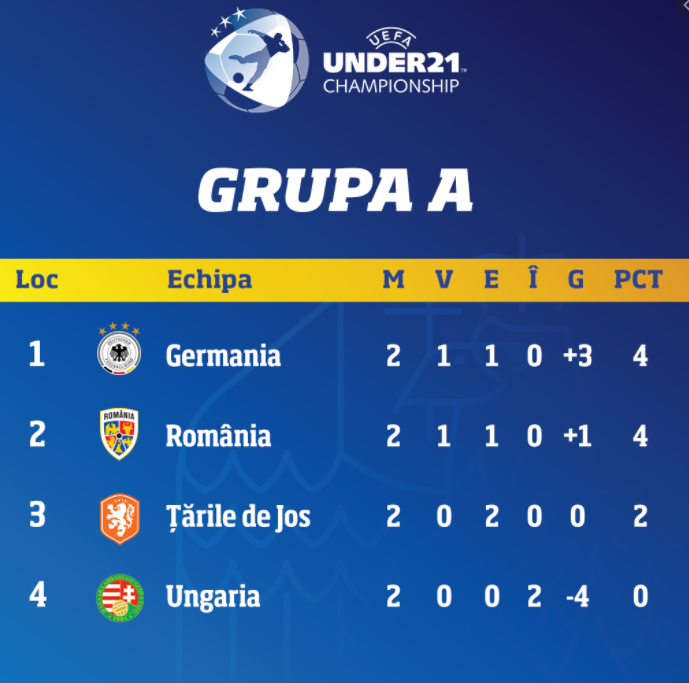 UEFA
UNDER21
CHAMPIONSHIP
GRUPA A
Loc Echipa M V E Î G PCT
1 Germania 2 1 1 0 +3 4
ROMÂNIA
2 România 2 1 1 0 +1 4
3 Țările de Jos 2 0 2 0 0 2
4 Ungaria 2 0 0 2 -4 0